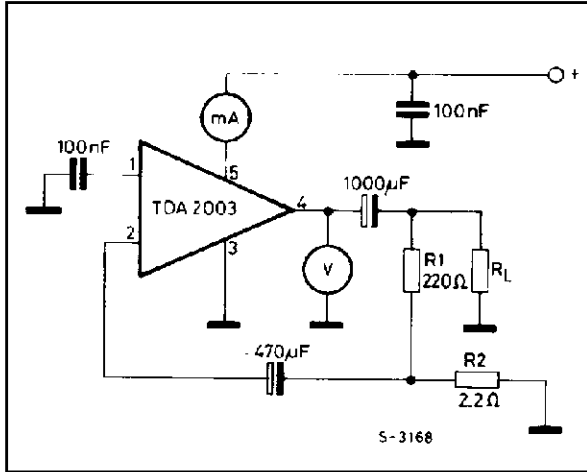 +
mA
100nF
100nF
1
5
1000µF
TDA 2003
4
2
3
V
R1
220Ω
RL
470µF
R2
2.2Ω
S-3168